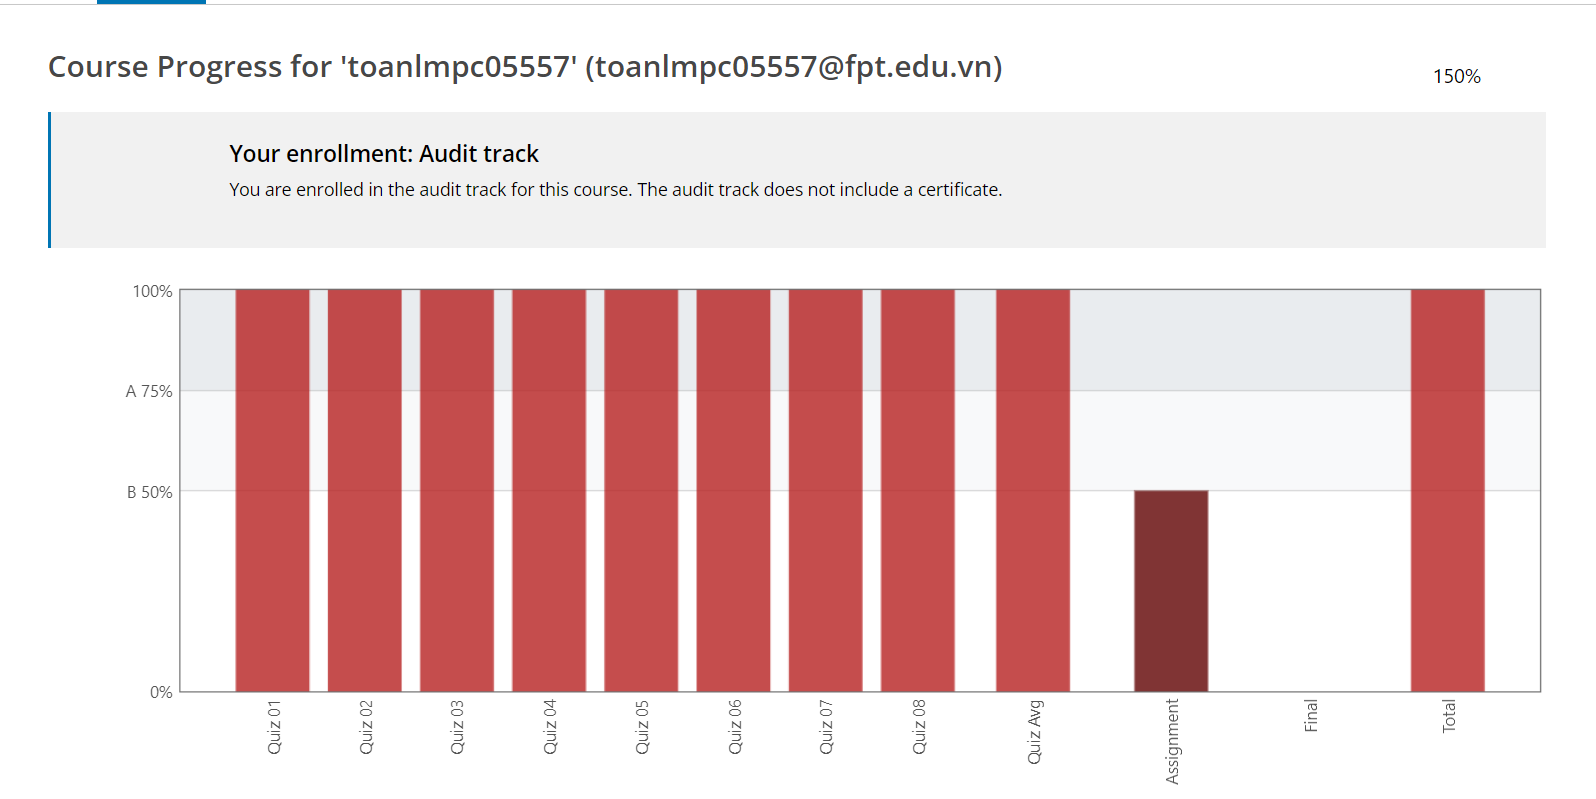 Course Progress for 'toanlmpc05557' (toanlmpc05557@fpt.edu.vn)
150%
Your enrollment: Audit track
You are enrolled in the audit track for this course. The audit track does not include a certificate.
100%
A 75%
B 50%
0%
Quiz 01
Quiz 02
Quiz 03
Quiz 04
Quiz 05
Quiz 06
Quiz 07
Quiz 08
Quiz Avg
Assignment
Final
Total